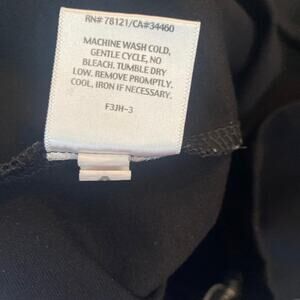 RN# 78121/CA#34460
MACHINE WASH COLD,
GENTLE CYCLE, NO
BLEACH. TUMBLE DRY
LOW. REMOVE PROMPTLY.
COOL, IRON IF NECESSARY.
F3JH-3